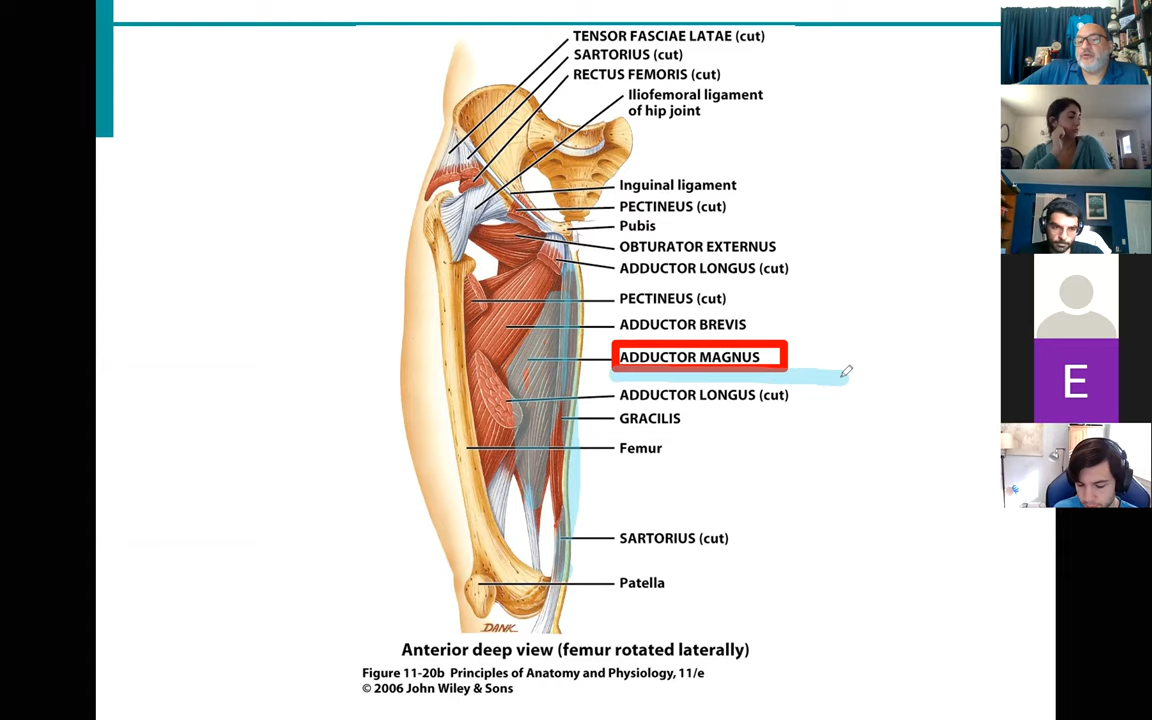 TENSOR FASCIAE LATAE (cut)
SARTORIUS (cut)
RECTUS FEMORIS (cut)
Iliofemoral ligament
of hip joint
Inguinal ligament
PECTINEUS (cut)
Pubis
OBTURATOR EXTERNUS
ADDUCTOR LONGUS (cut)
PECTINEUS (cut)
ADDUCTOR BREVIS
ADDUCTOR MAGNUS
ADDUCTOR LONGUS (cut)
GRACILIS
Femur
SARTORIUS (cut)
Patella
DANK
Anterior deep view (femur rotated laterally)
Figure 11-20b Principles of Anatomy and Physiology, 11/e
© 2006 John Wiley & Sons
E